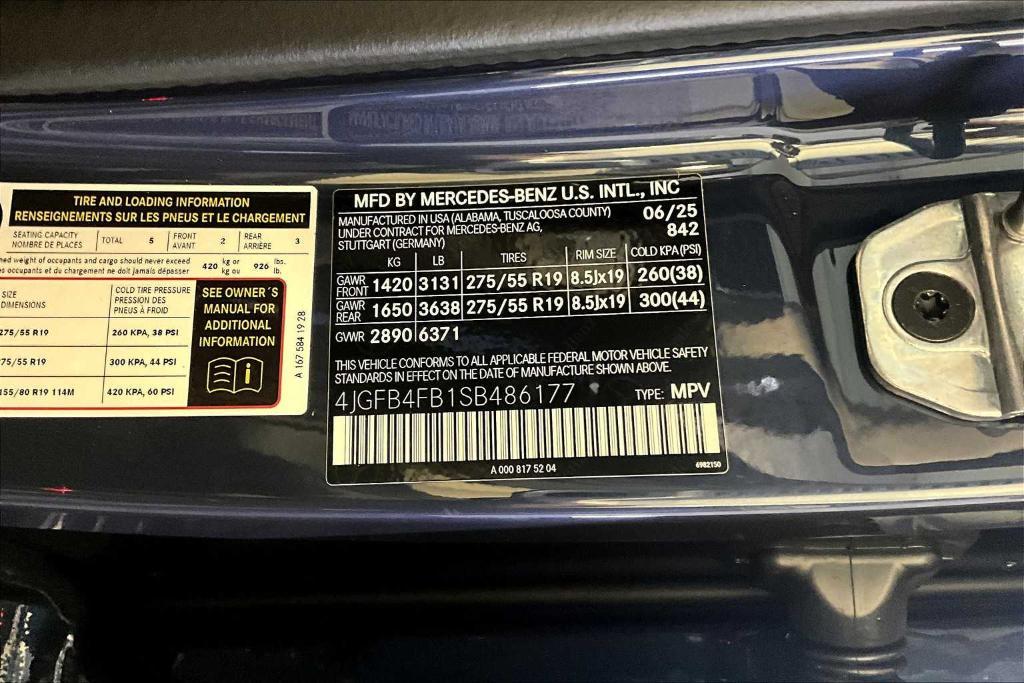 TIRE AND LOADING INFORMATION
RENSEIGNEMENTS SUR LES PNEUS ET LE CHARGEMENT
SEATING CAPACITY
NOMBRE DE PLACES
TOTAL 5
FRONT
AVANT
2
REAR
ARRIÈRE
3
weight of occupants and cargo should never exceed
occupants et du chargement ne doit jamais dépasser
420 kg or
kg ou
926 lbs.
lb.
SIZE
DIMENSIONS
COLD TIRE PRESSURE
PRESSION DES
PNEUS À FROID
275/55 R19 260 KPA, 38 PSI
275/55 R19 300 KPA, 44 PSI
155/80 R19 114M 420 KPA, 60 PSI
SEE OWNER´S
MANUAL FOR
ADDITIONAL
INFORMATION
A 167 584 19 28
MFD BY MERCEDES-BENZ U.S. INTL., INC
MANUFACTURED IN USA (ALABAMA, TUSCALOOSA COUNTY)
UNDER CONTRACT FOR MERCEDES-BENZ AG,
STUTTGART (GERMANY)
06/25
842
KG LB TIRES RIM SIZE COLD KPA (PSI)
GAWR
FRONT 1420 3131 275/55 R19 8.5Jx19 260(38)
GAWR
REAR 1650 3638 275/55 R19 8.5Jx19 300(44)
GVWR 2890 6371
THIS VEHICLE CONFORMS TO ALL APPLICABLE FEDERAL MOTOR VEHICLE SAFETY
STANDARDS IN EFFECT ON THE DATE OF MANUFACTURE SHOWN ABOVE.
4JGFB4FB1SB486177 TYPE: MPV
A 000 817 52 04
6982150